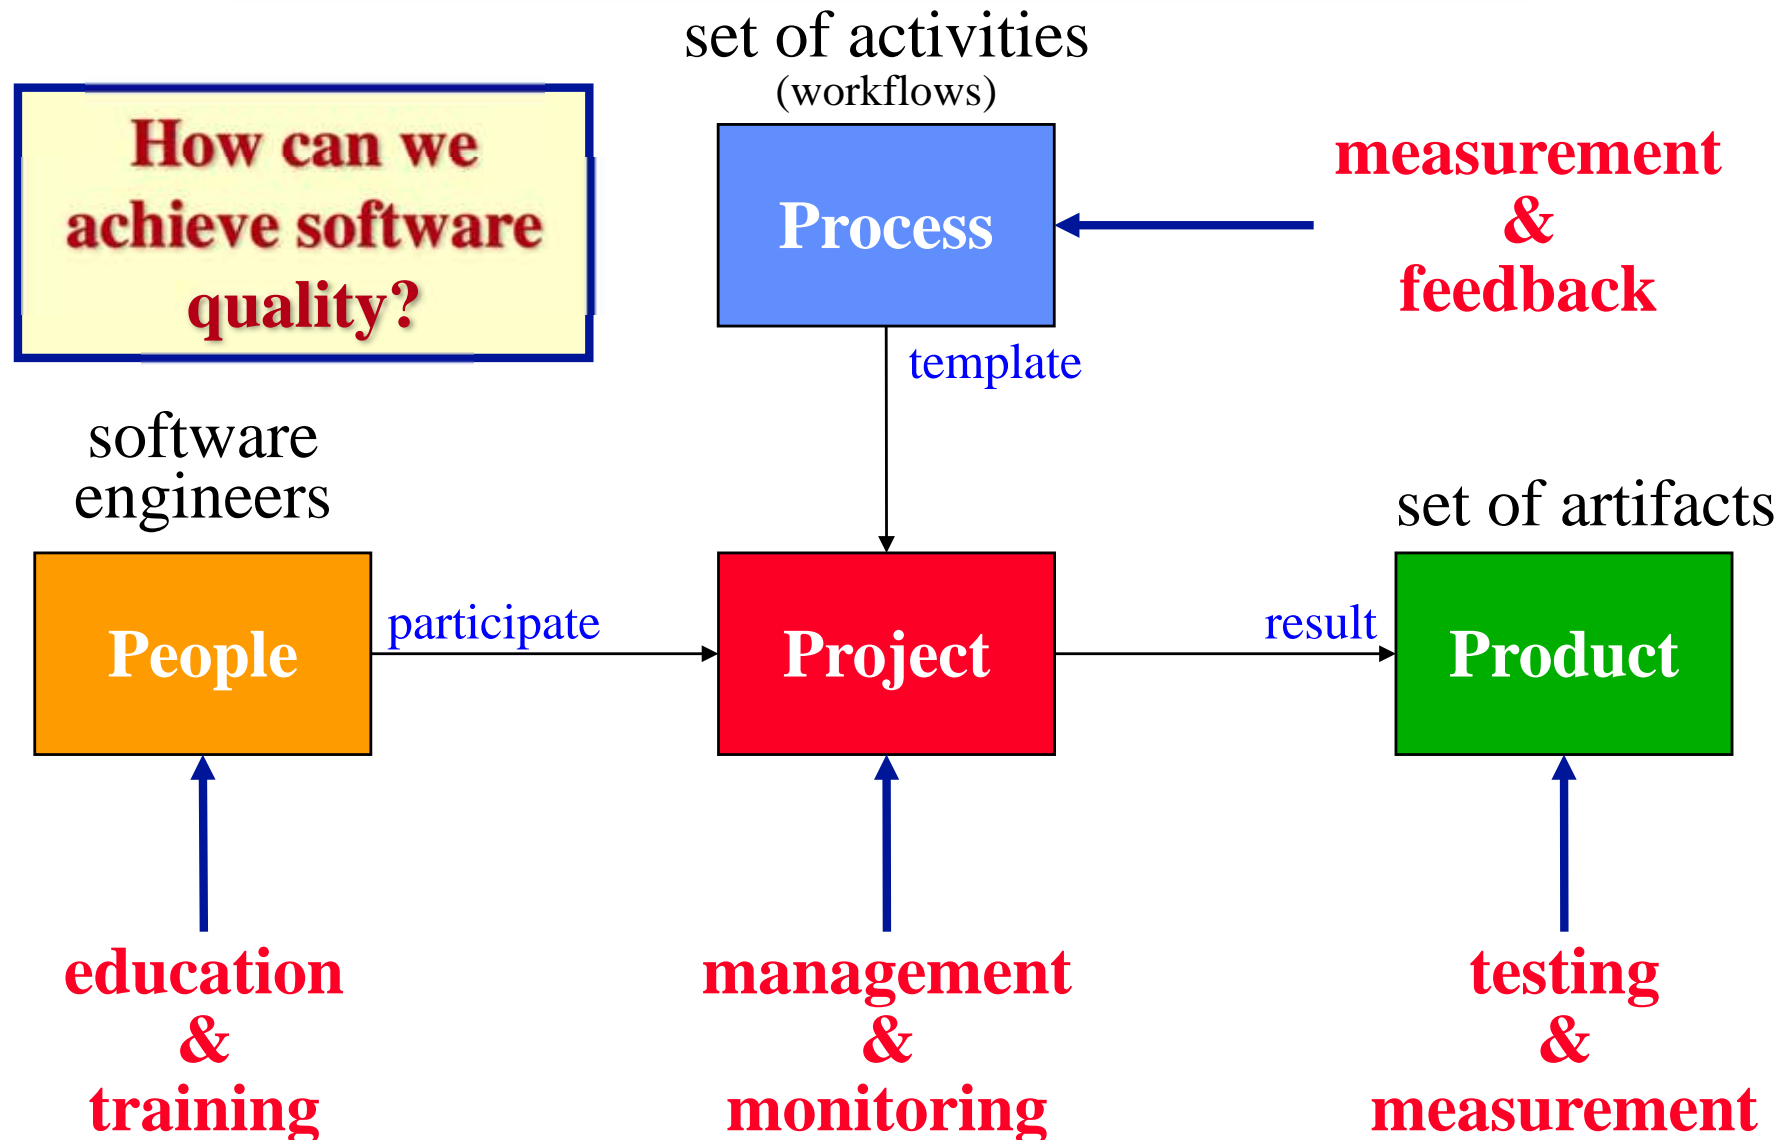 set of activities
(workflows)
How can we
achieve software
quality?
Process
measurement
&
feedback
template
software
engineers
set of artifacts
People
participate
Project
result
Product
education
&
training
management
&
monitoring
testing
&
measurement